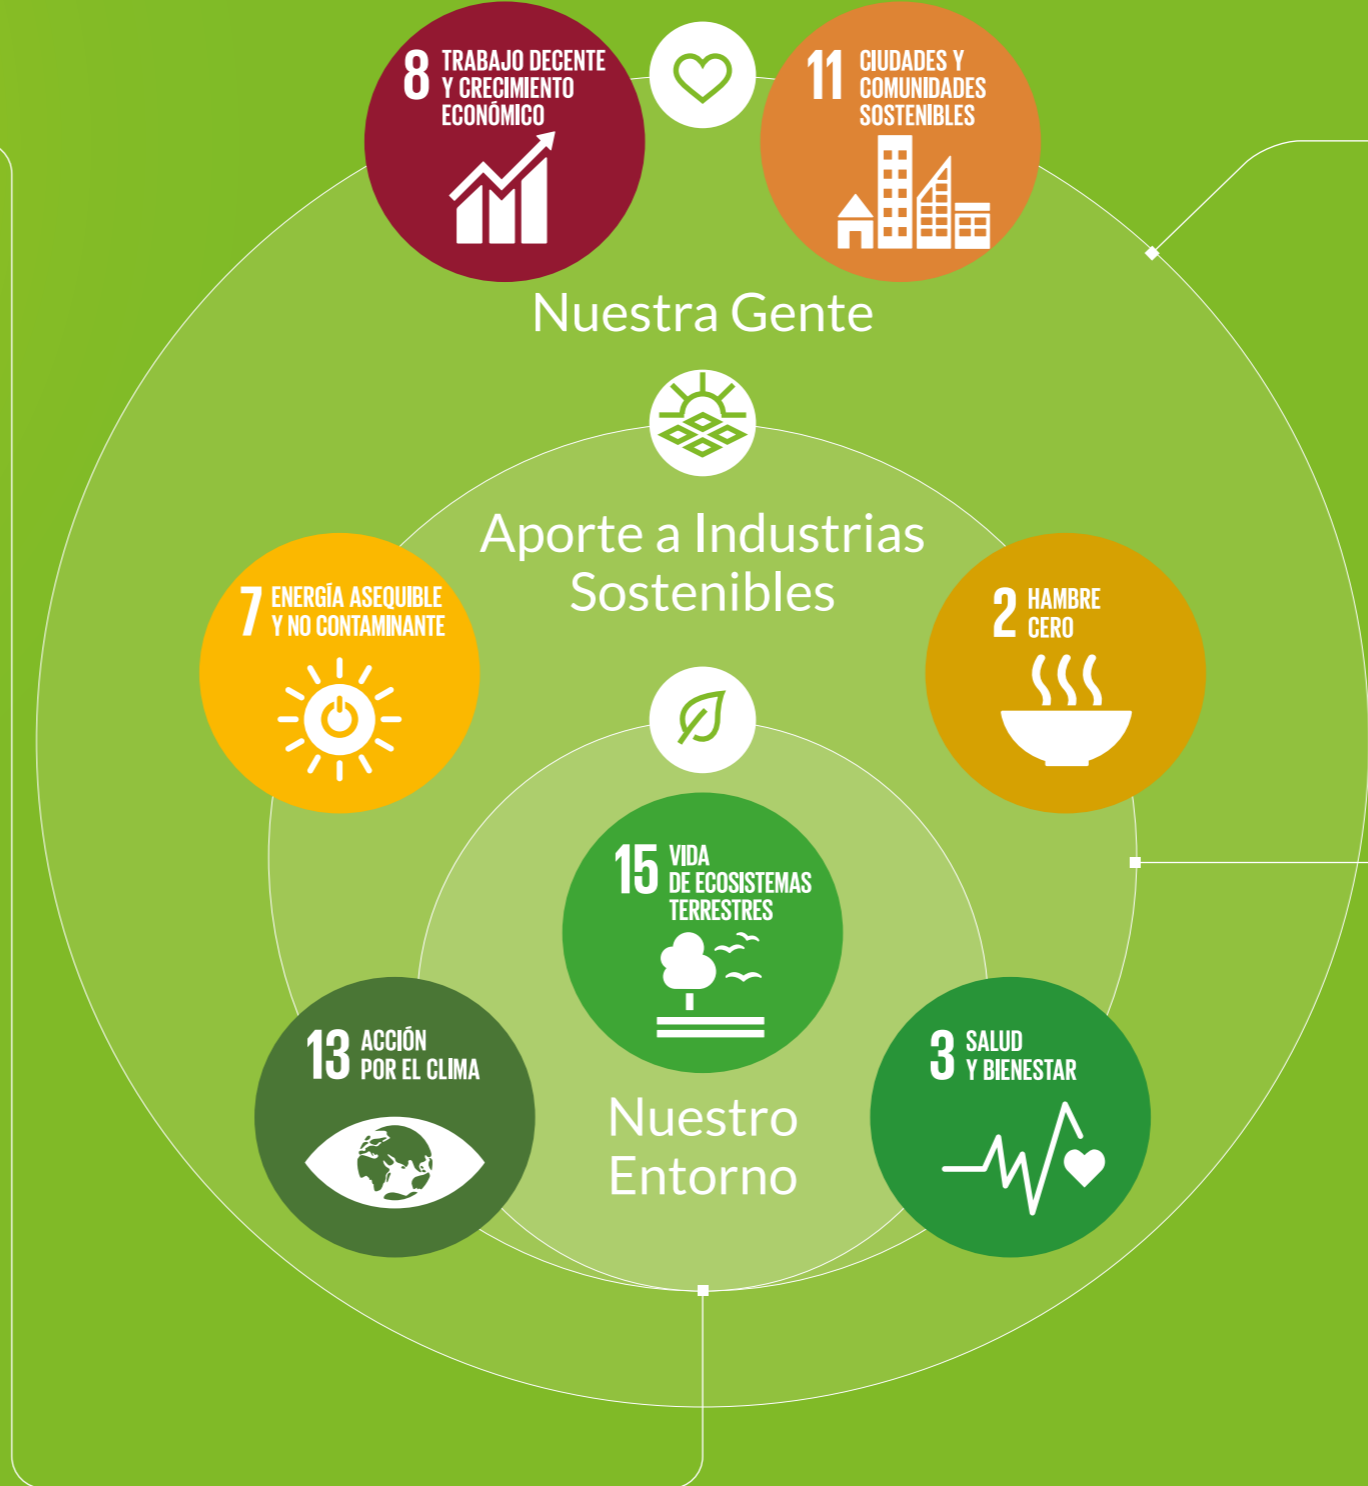 8 TRABAJO DECENTE
Y CRECIMIENTO
ECONÓMICO
11 CIUDADES Y
COMUNIDADES
SOSTENIBLES
Nuestra Gente
Aporte a Industrias
Sostenibles
7 ENERGÍA ASEQUIBLE
Y NO CONTAMINANTE
2 HAMBRE
CERO
15 VIDA
DE ECOSISTEMAS
TERRESTRES
13 ACCIÓN
POR EL CLIMA
3 SALUD
Y BIENESTAR
Nuestro
Entorno